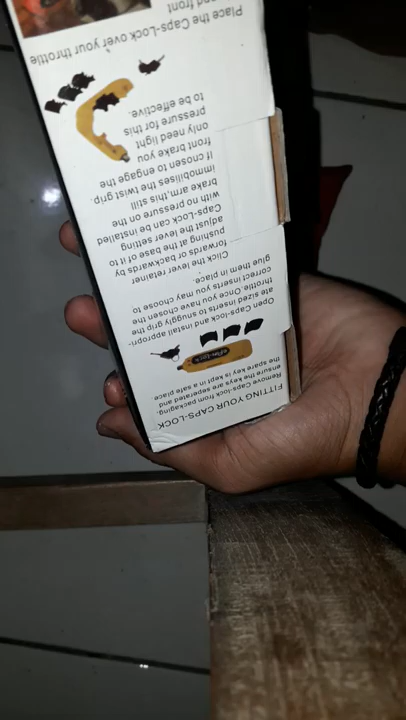 FITTING YOUR CAPS-LOCK
Remove Caps-lock from packaging,
ensure the keys are seperated and
the spare key is kept in a safe place
Open Caps-lock and install appropri-
ate sized inserts to snuggly grip the
throttle. Once you have chosen the
correct inserts you may choose to
glue them in place.
Click the lever retainer
forwards or backwards by
pushing at the base of it to
adjust the lever setting
Caps-Lock can be installed
with no pressure on the
brake arm, this still
immobilises the twist grip.
If chosen to engage the
front brake you
only need light
pressure for this
to be effective.
Place the Caps-Lock over your throttle
and front